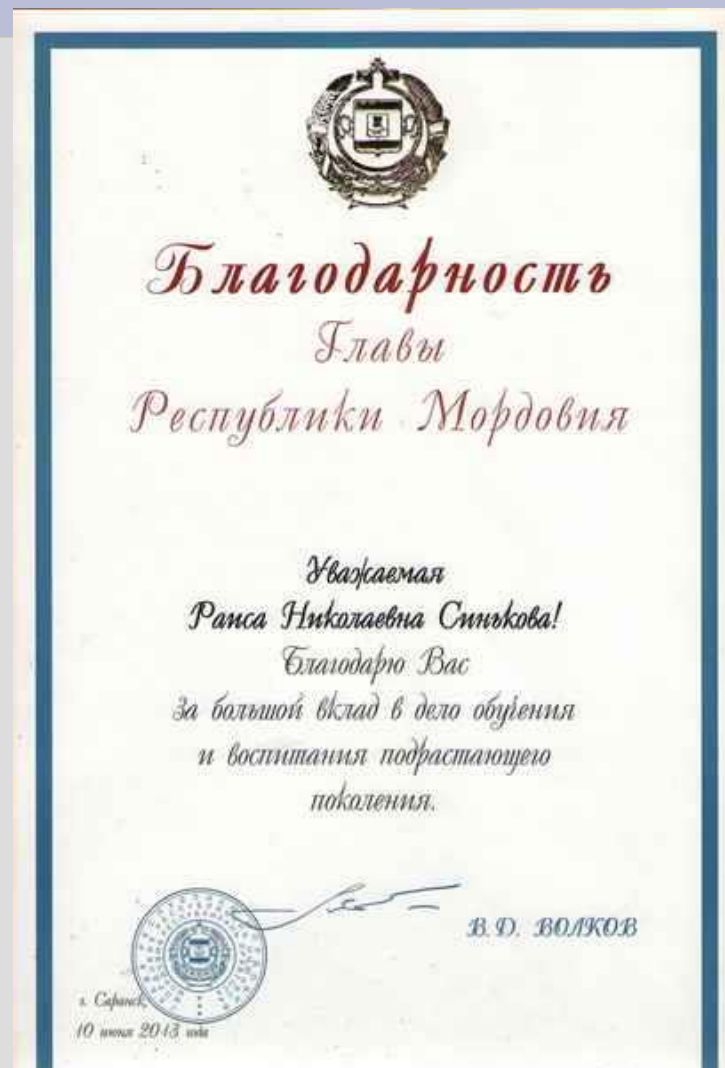 Благодарность
Главы
Республики Мордовия
Уважаемая
Раиса Николаевна Синькова!
Благодарю Вас
за большой вклад в дело обучения
и воспитания подрастающего
поколения.
В.Д. ВОЛКОВ
г. Саранск,
10 июня 2013 года